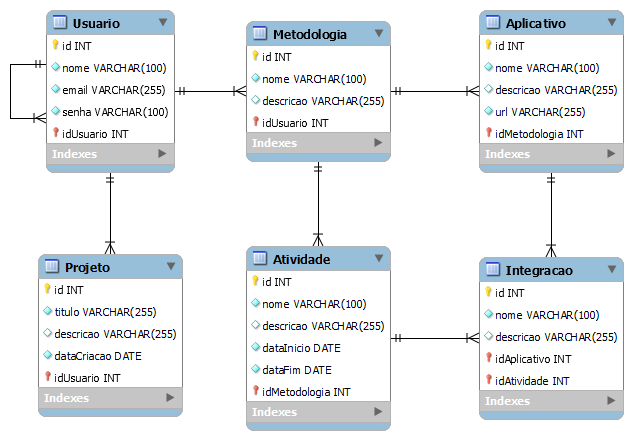 Usuario
id INT
nome VARCHAR(100)
email VARCHAR(255)
senha VARCHAR(100)
idUsuario INT
Indexes
Metodologia
id INT
nome VARCHAR(100)
descricao VARCHAR(255)
idUsuario INT
Indexes
Aplicativo
id INT
nome VARCHAR(100)
descricao VARCHAR(255)
url VARCHAR(255)
idMetodologia INT
Indexes
Projeto
id INT
titulo VARCHAR(255)
descricao VARCHAR(255)
dataCriacao DATE
idUsuario INT
Indexes
Atividade
id INT
nome VARCHAR(100)
descricao VARCHAR(255)
dataInicio DATE
dataFim DATE
idMetodologia INT
Indexes
Integracao
id INT
nome VARCHAR(100)
descricao VARCHAR(255)
idAplicativo INT
idAtividade INT
Indexes